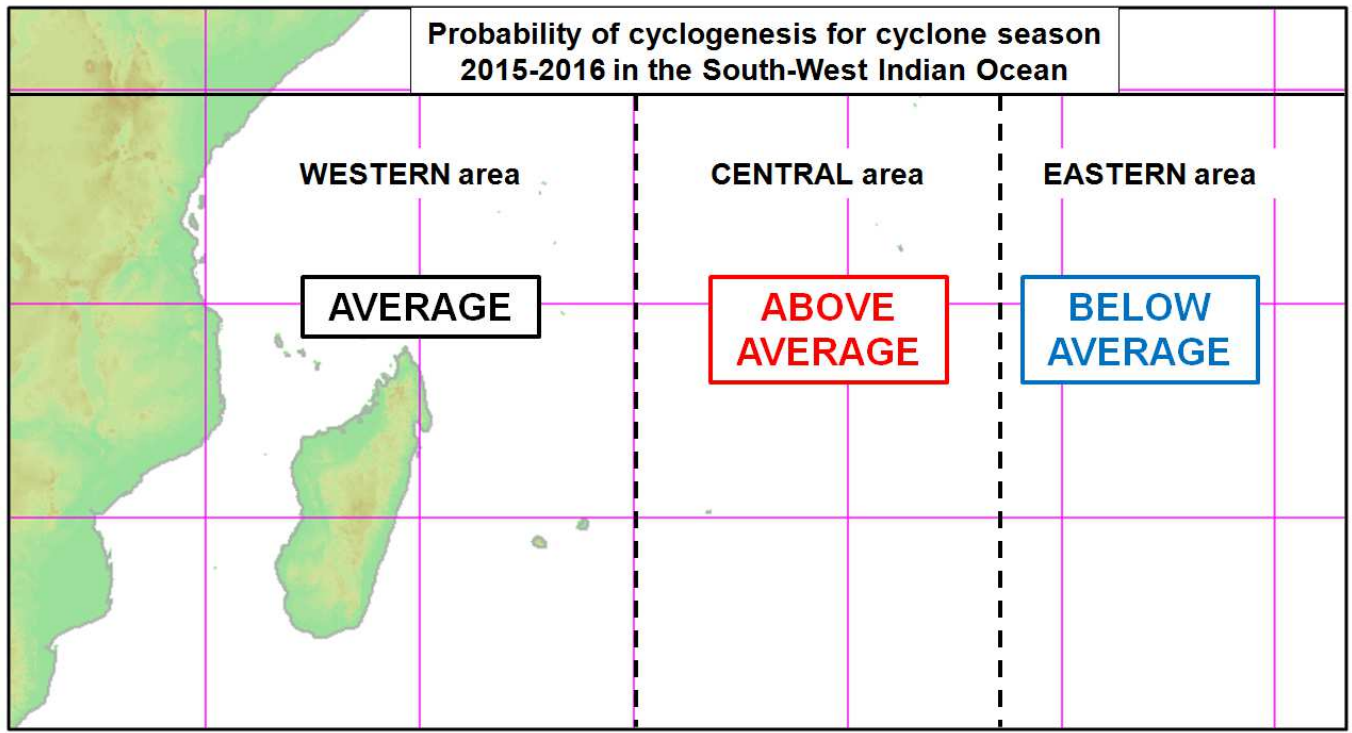 Probability of cyclogenesis for cyclone season
2015-2016 in the South-West Indian Ocean
WESTERN area
CENTRAL area
EASTERN area
AVERAGE
ABOVE
AVERAGE
BELOW
AVERAGE